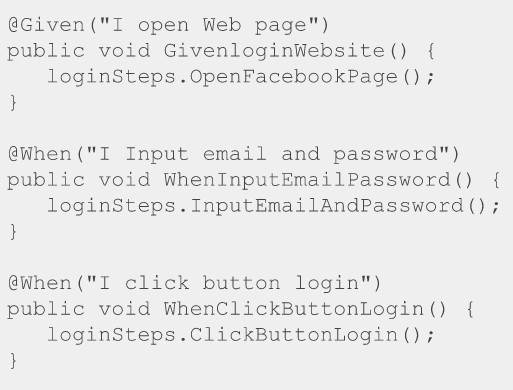 @Given("I open Web page")
public void GivenloginWebsite() {
   loginSteps.OpenFacebookPage();
}

@When("I Input email and password")
public void WhenInputEmailPassword() {
   loginSteps.InputEmailAndPassword();
}

@When("I click button login")
public void WhenClickButtonLogin() {
   loginSteps.ClickButtonLogin();
}